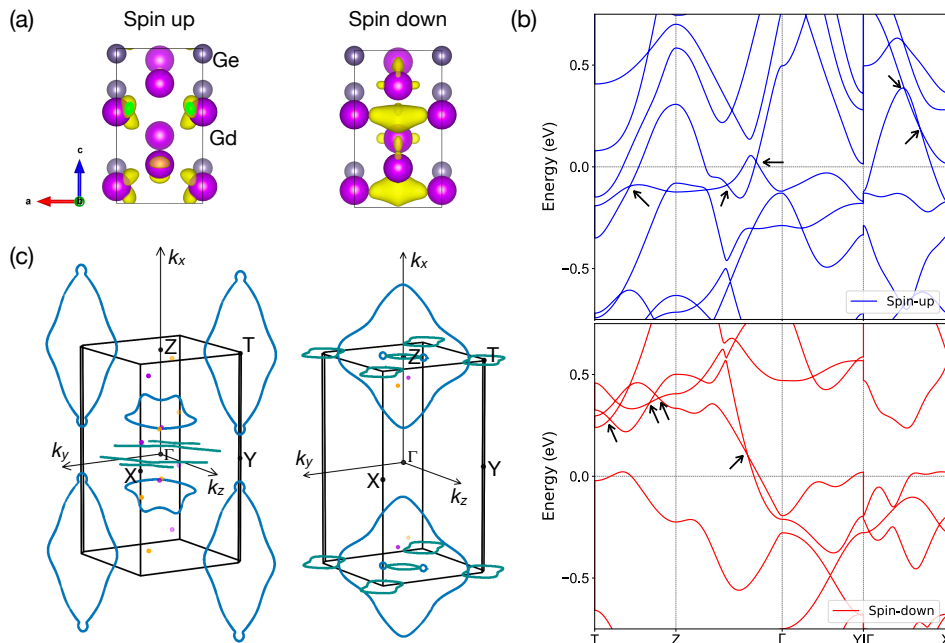 (a)
Spin up
Spin down
Ge
Gd
c
a
b
(b)
0.5
0.0
−0.5
Energy (eV)
Spin-up
0.5
0.0
−0.5
Energy (eV)
Spin-down
T
Z
Γ
Y|Γ
X
(c)
kx
Z
T
ky
Γ
Y
X
kz
kx
Z
T
ky
Γ
Y
X
kz